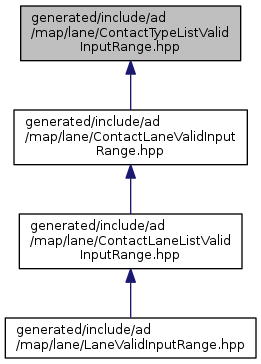 generated/include/ad
/map/lane/ContactTypeListValid
InputRange.hpp
generated/include/ad
/map/lane/ContactLaneValidInput
Range.hpp
generated/include/ad
/map/lane/ContactLaneListValid
InputRange.hpp
generated/include/ad
/map/lane/LaneValidInputRange.hpp